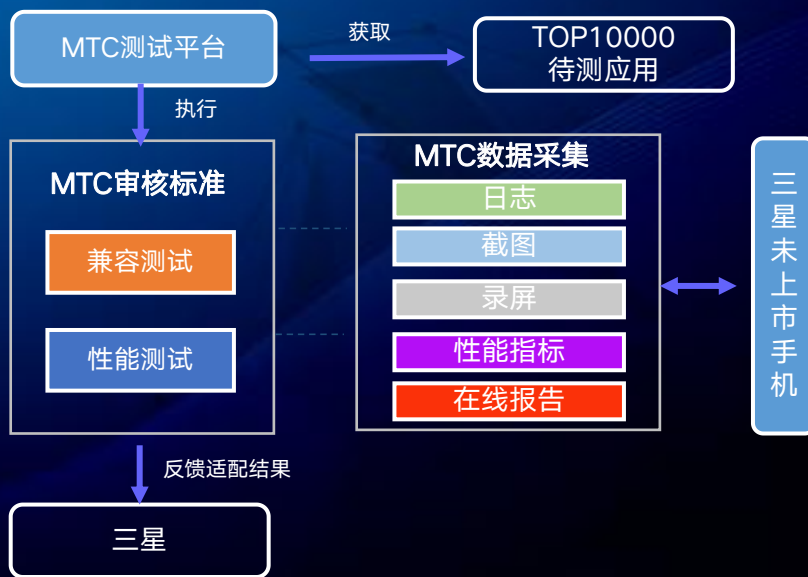 MTC测试平台
获取
TOP10000
待测应用
执行
MTC审核标准
兼容测试
性能测试
MTC数据采集
日志
截图
录屏
性能指标
在线报告
三星未上市手机
反馈适配结果
三星